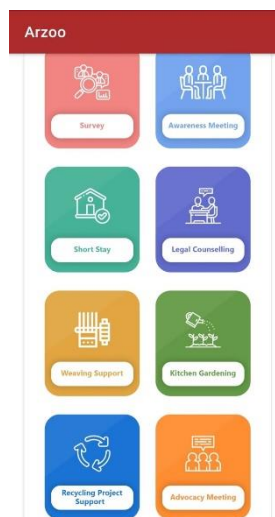 Arzoo
Survey
Awareness Meeting
Short Stay
Legal Counselling
Weaving Support
Kitchen Gardening
Recycling Project
Support
Advocacy Meeting